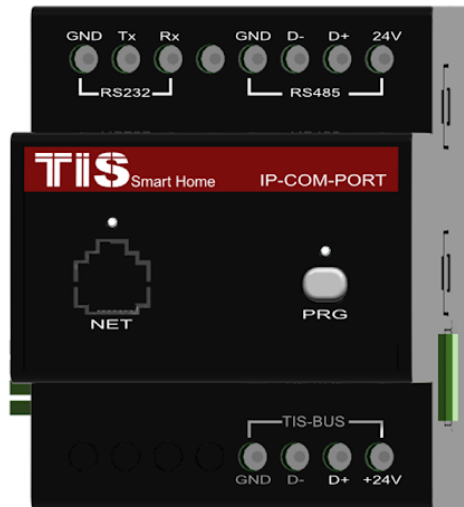 GND Tx Rx GND D- D+ 24V
RS232 RS485
TiS Smart Home IP-COM-PORT
NET PRG
TIS-BUS
GND D- D+ +24V